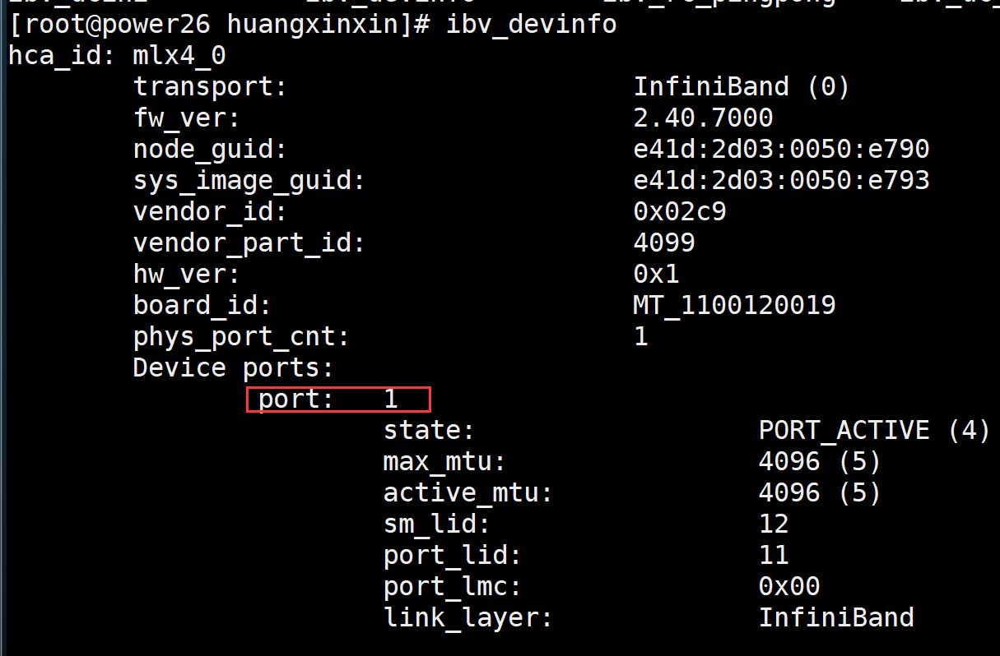 [root@power26 huangxinxin]# ibv_devinfo
hca_id: mlx4_0
transport: InfiniBand (0)
fw_ver: 2.40.7000
node_guid: e41d:2d03:0050:e790
sys_image_guid: e41d:2d03:0050:e793
vendor_id: 0x02c9
vendor_part_id: 4099
hw_ver: 0x1
board_id: MT_1100120019
phys_port_cnt: 1
Device ports:
port: 1
state: PORT_ACTIVE (4)
max_mtu: 4096 (5)
active_mtu: 4096 (5)
sm_lid: 12
port_lid: 11
port_lmc: 0x00
link_layer: InfiniBand